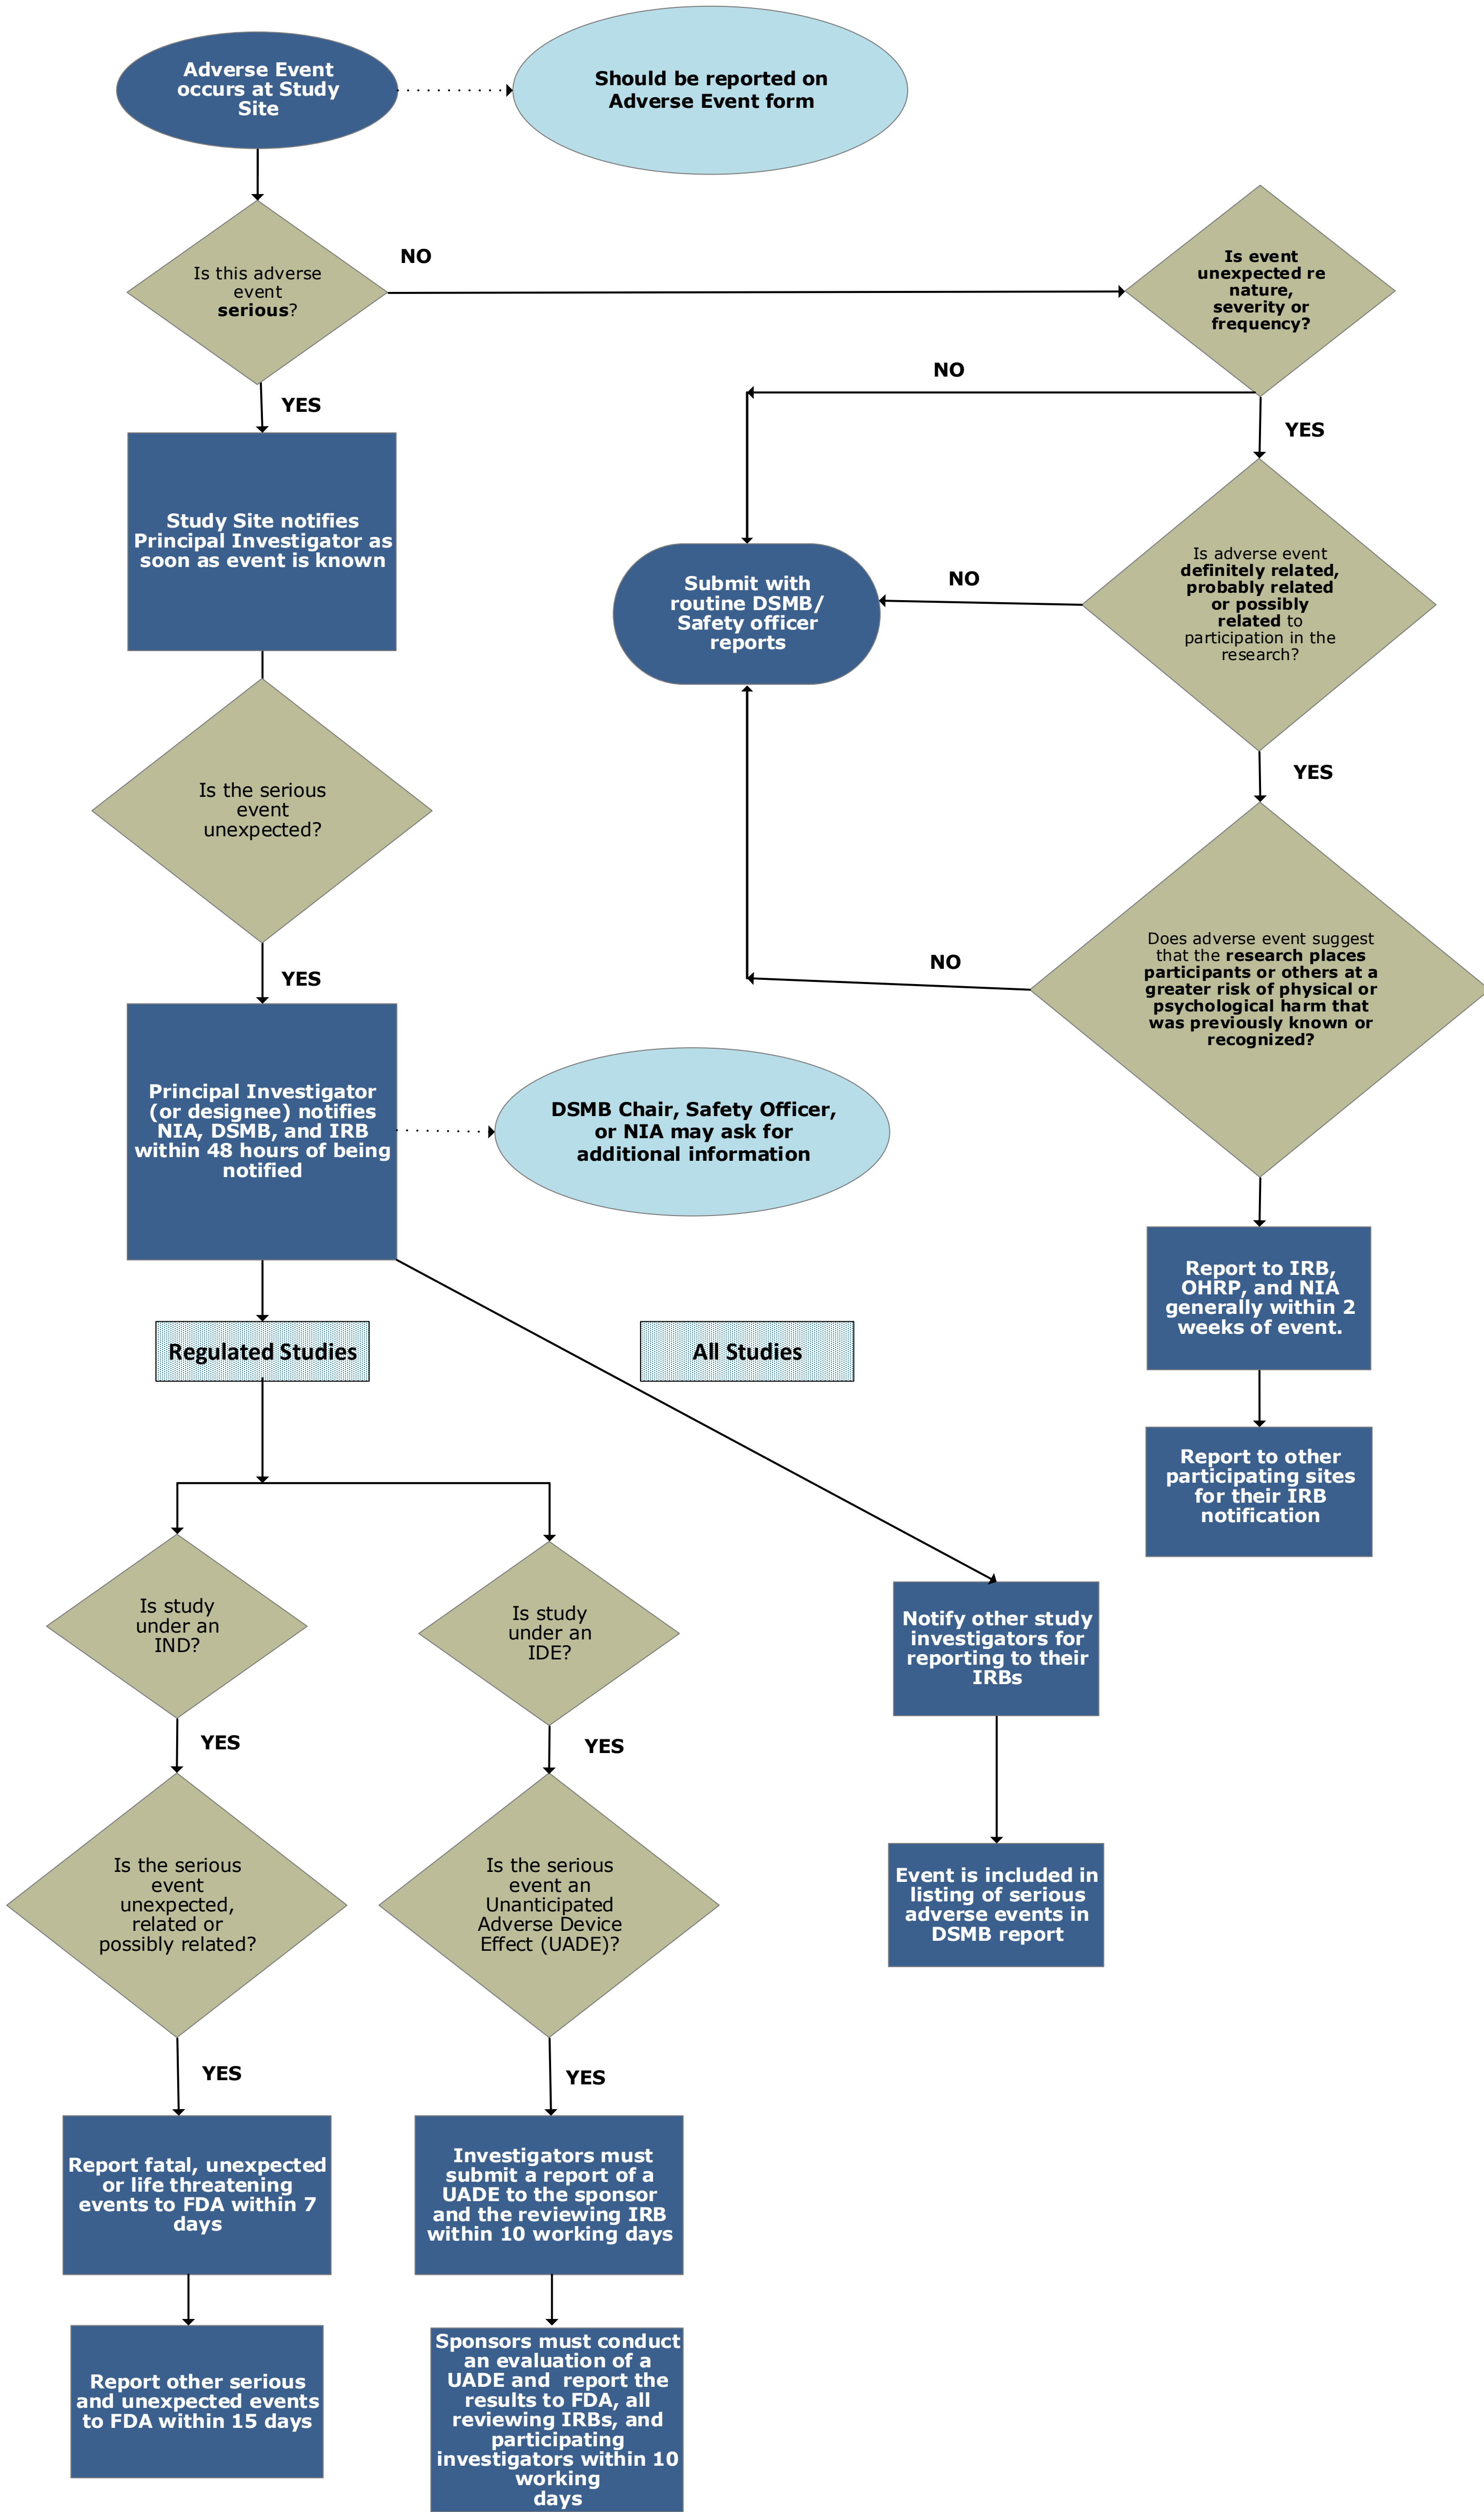 Adverse Event
occurs at Study
Site
Should be reported on
Adverse Event form
Is this adverse
event
serious?
NO
Is event
unexpected re
nature,
severity or
frequency?
YES
NO
YES
Study Site notifies
Principal Investigator as
soon as event is known
Submit with
routine DSMB/
Safety officer
reports
NO
Is adverse event
definitely related,
probably related
or possibly
related to
participation in the
research?
YES
Is the serious
event
unexpected?
YES
NO
Does adverse event suggest
that the research places
participants or others at a
greater risk of physical or
psychological harm that
was previously known or
recognized?
Principal Investigator
(or designee) notifies
NIA, DSMB, and IRB
within 48 hours of being
notified
DSMB Chair, Safety Officer,
or NIA may ask for
additional information
Report to IRB,
OHRP, and NIA
generally within 2
weeks of event.
Regulated Studies
All Studies
Report to other
participating sites
for their IRB
notification
Is study
under an
IND?
Is study
under an
IDE?
Notify other study
investigators for
reporting to their
IRBs
YES
YES
Is the serious
event
unexpected,
related or
possibly related?
Is the serious
event an
Unanticipated
Adverse Device
Effect (UADE)?
Event is included in
listing of serious
adverse events in
DSMB report
YES
YES
Report fatal, unexpected
or life threatening
events to FDA within 7
days
Investigators must
submit a report of a
UADE to the sponsor
and the reviewing IRB
within 10 working days
Report other serious
and unexpected events
to FDA within 15 days
Sponsors must conduct
an evaluation of a
UADE and  report the
results to FDA, all
reviewing IRBs, and
participating
investigators within 10
working
days